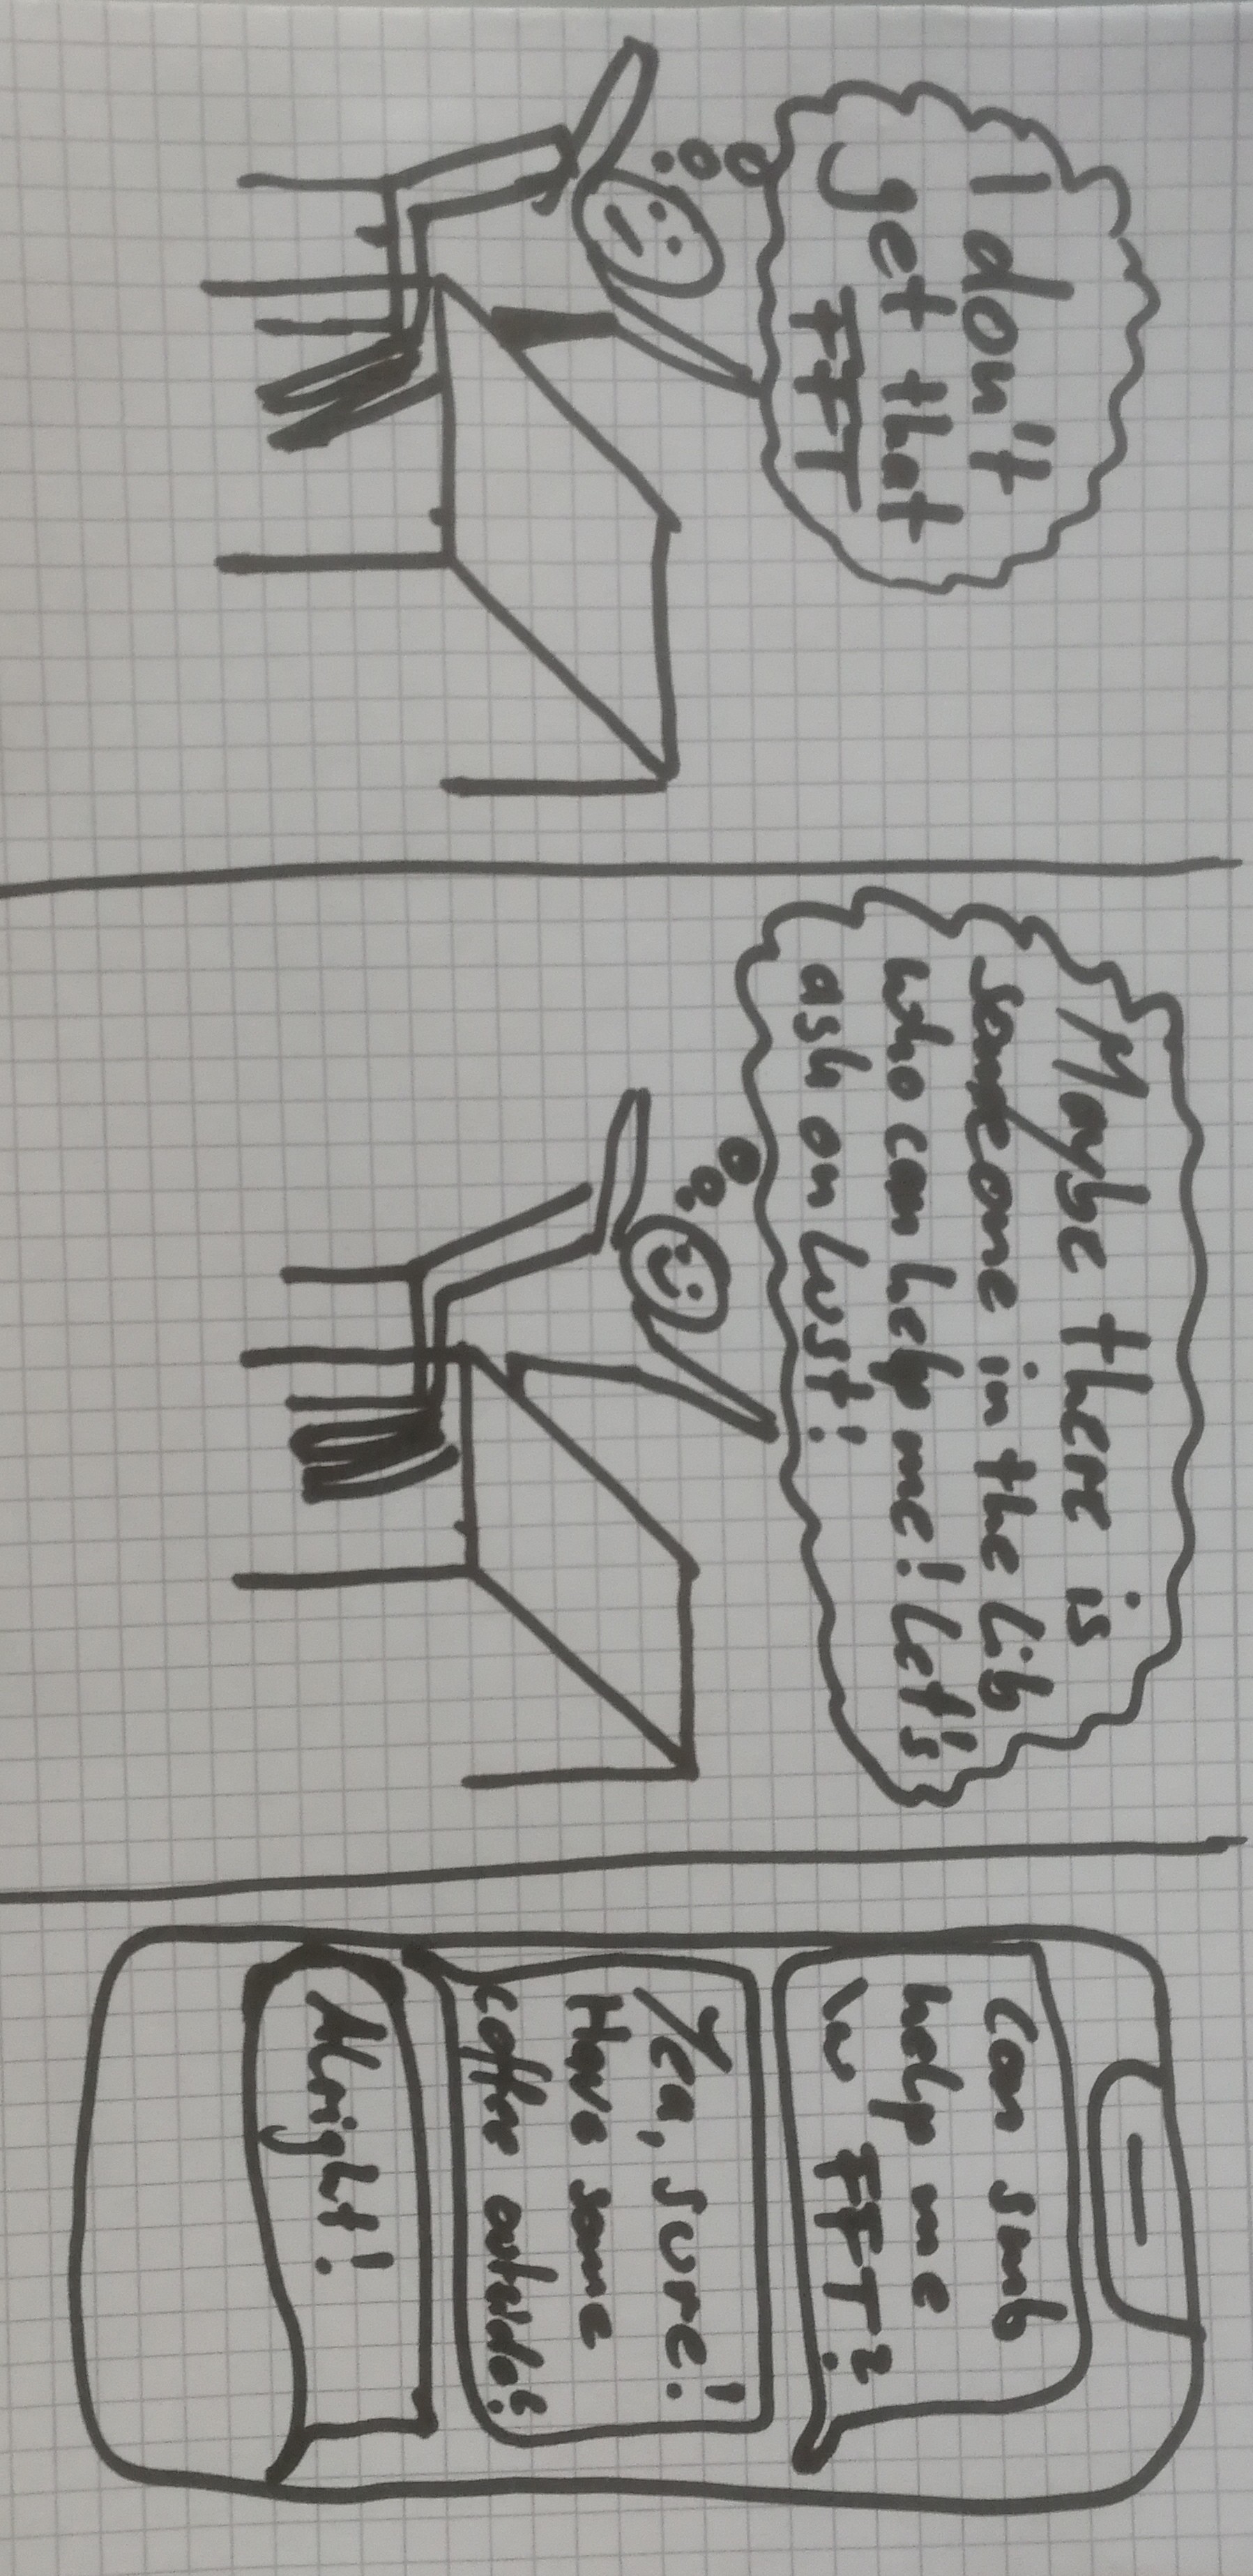 I don't
get that
FFT
Maybe there is
someone in the Lib
who can help me! Let's
ask on Lust!
Can smb
help me
w FFT?
Yea, sure!
Have some
coffee outside?
Alright!